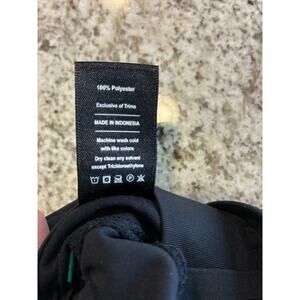 100% Polyester
Exclusive of Trims
MADE IN INDONESIA
Machine wash cold
with like colors
Dry clean any solvent
except Trichloroethylene